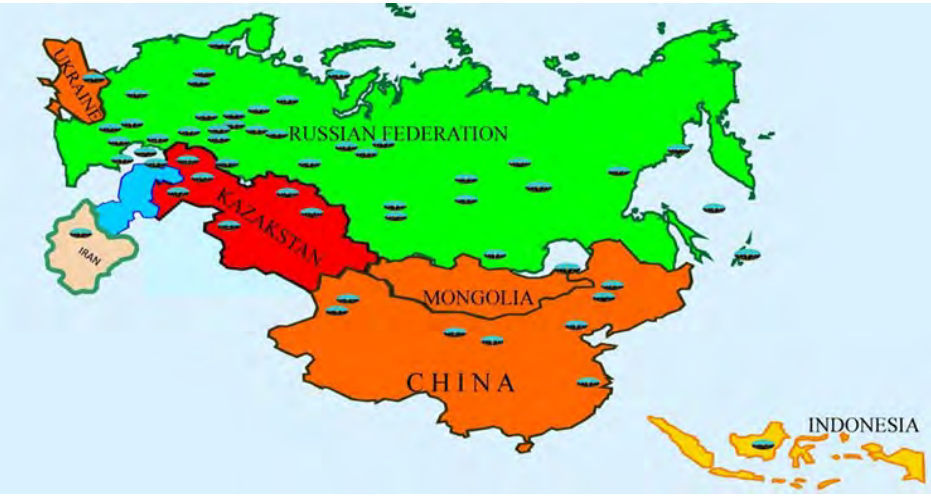 UKRAINE
RUSSIAN FEDERATION
KAZAKSTAN
IRAN
MONGOLIA
CHINA
INDONESIA